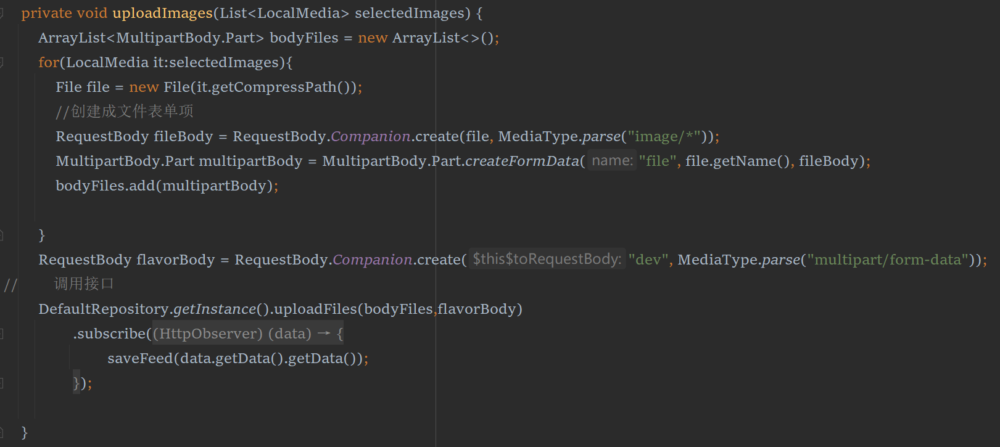 private void uploadImages(List<LocalMedia> selectedImages) {
ArrayList<MultipartBody.Part> bodyFiles = new ArrayList<>();
for(LocalMedia it:selectedImages){
File file = new File(it.getCompressPath());
//创建成文件表单项
RequestBody fileBody = RequestBody.Companion.create(file, MediaType.parse("image/*"));
MultipartBody.Part multipartBody = MultipartBody.Part.createFormData( name: "file", file.getName(), fileBody);
bodyFiles.add(multipartBody);
}
RequestBody flavorBody = RequestBody.Companion.create( $this$toRequestBody: "dev", MediaType.parse("multipart/form-data"));
// 调用接口
DefaultRepository.getInstance().uploadFiles(bodyFiles,flavorBody)
.subscribe((HttpObserver) (data) → {
saveFeed(data.getData().getData());
});
}